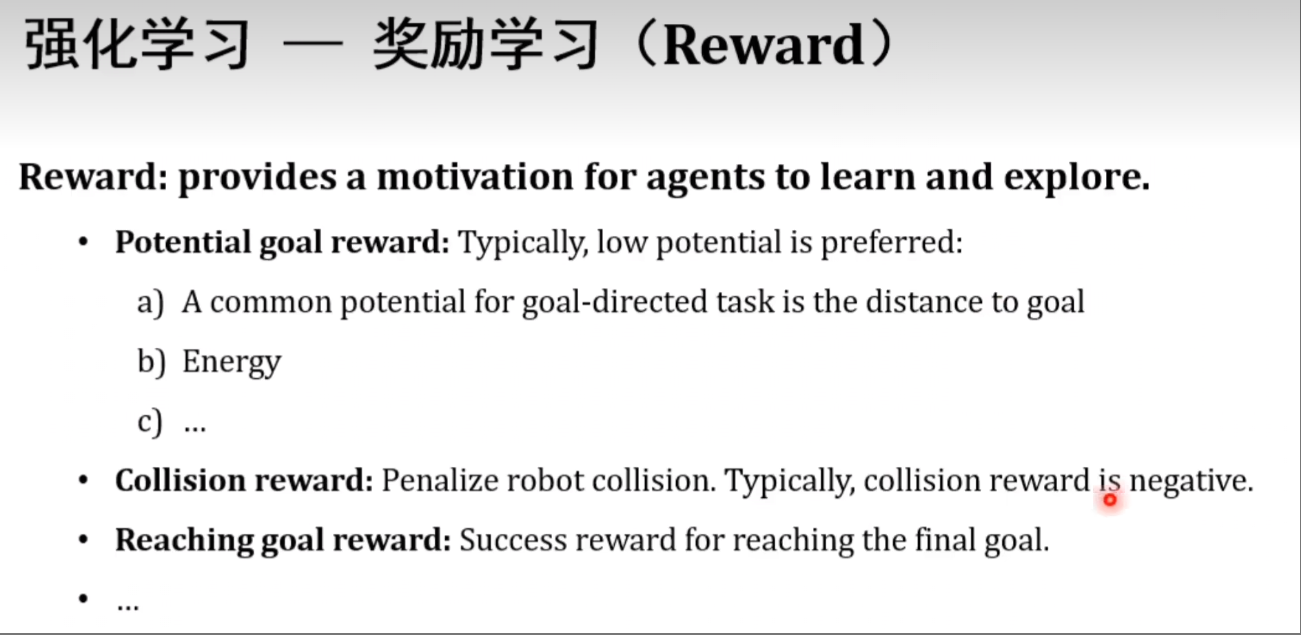 强化学习 — 奖励学习（Reward）
Reward: provides a motivation for agents to learn and explore.
• Potential goal reward: Typically, low potential is preferred:
a) A common potential for goal-directed task is the distance to goal
b) Energy
c) ...
• Collision reward: Penalize robot collision. Typically, collision reward is negative.
• Reaching goal reward: Success reward for reaching the final goal.
• ...